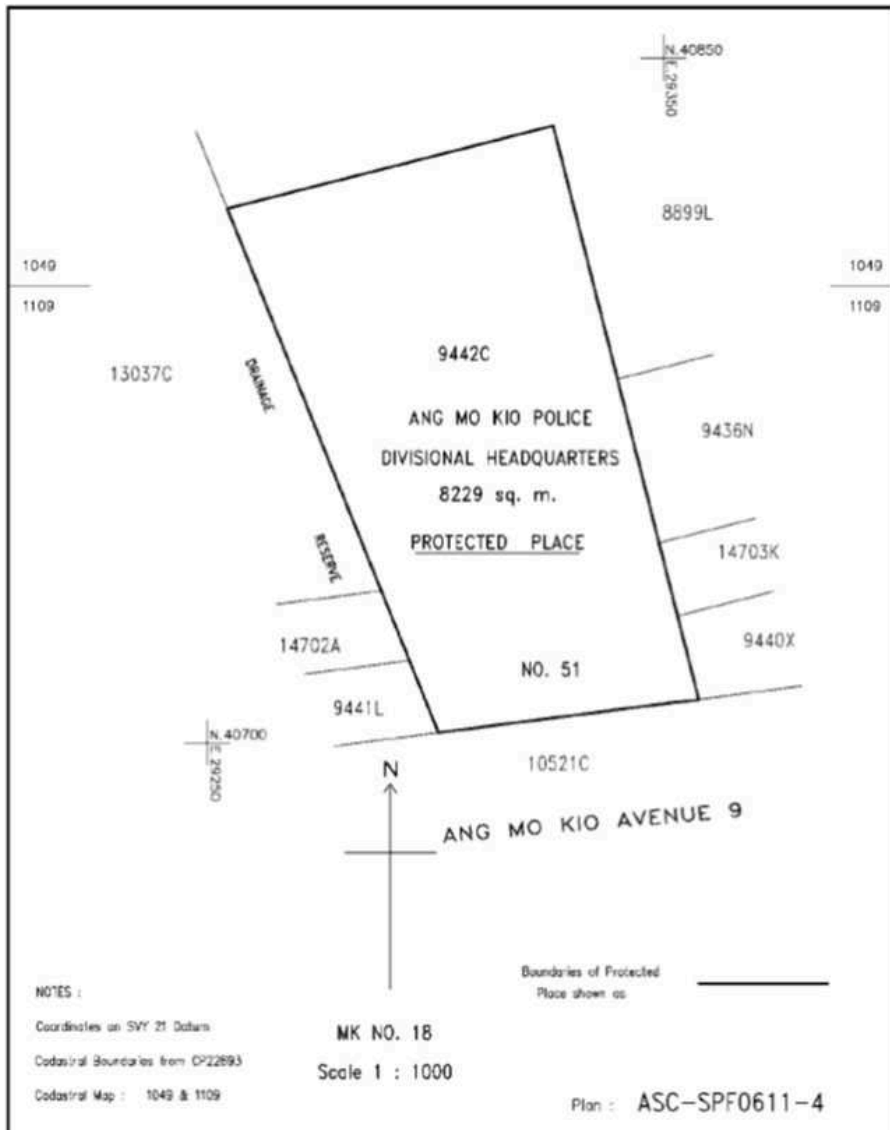 N.40850
E.29350
8899L
1049
1109
1049
1109
9442C
13037C
DRAINAGE
ANG MO KIO POLICE
DIVISIONAL HEADQUARTERS
8229 sq. m.
PROTECTED PLACE
9436N
RESERVE
14703K
14702A
9440X
NO. 51
9441L
N.40700
E.29250
10521C
N
ANG MO KIO AVENUE 9
Boundaries of Protected
Place shown as
NOTES :
Coordinates on SVY 21 Datum
MK NO. 18
Cadastral Boundaries from CP22893
Scale 1 : 1000
Cadastral Map : 1049 & 1109
Plan : ASC-SPF0611-4